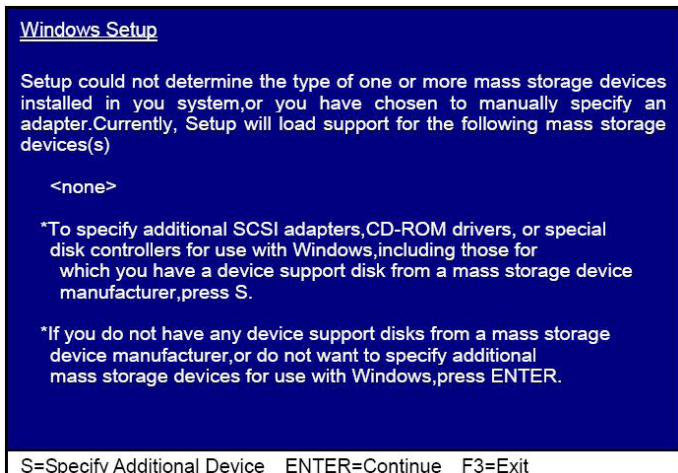 Windows Setup
Setup could not determine the type of one or more mass storage devices
installed in you system,or you have chosen to manually specify an
adapter.Currently, Setup will load support for the following mass storage
devices(s)
<none>
*To specify additional SCSI adapters,CD-ROM drivers, or special
disk controllers for use with Windows,including those for
which you have a device support disk from a mass storage device
manufacturer,press S.
*If you do not have any device support disks from a mass storage
device manufacturer,or do not want to specify additional
mass storage devices for use with Windows,press ENTER.
S=Specify Additional Device ENTER=Continue F3=Exit